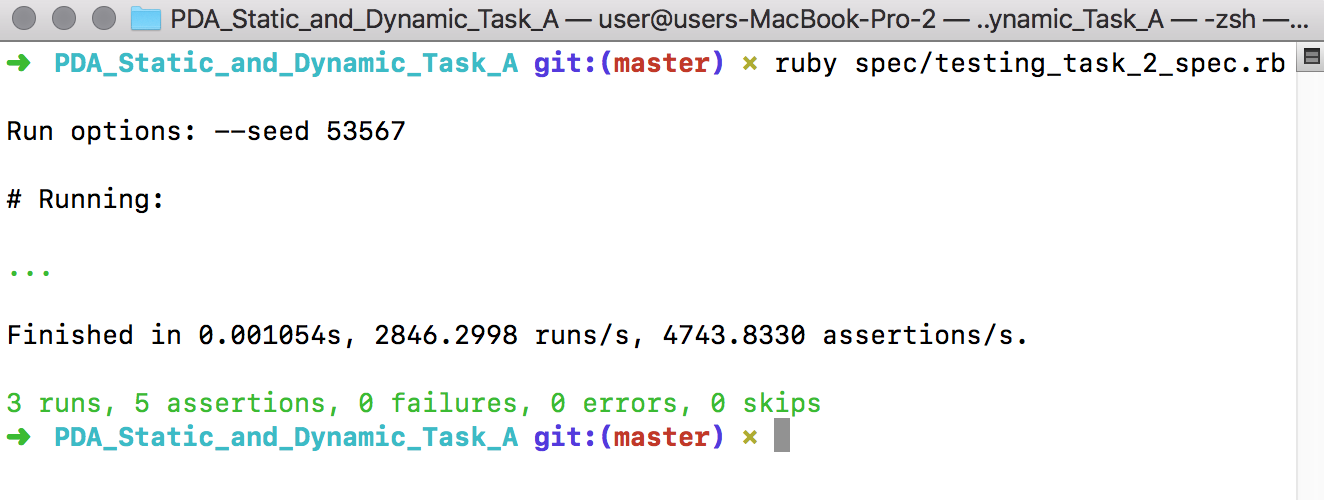 PDA_Static_and_Dynamic_Task_A — user@users-MacBook-Pro-2 — ..ynamic_Task_A — -zsh —...
➜ PDA_Static_and_Dynamic_Task_A git:(master) × ruby spec/testing_task_2_spec.rb
Run options: --seed 53567
# Running:
...
Finished in 0.001054s, 2846.2998 runs/s, 4743.8330 assertions/s.
3 runs, 5 assertions, 0 failures, 0 errors, 0 skips
➜ PDA_Static_and_Dynamic_Task_A git:(master) ×